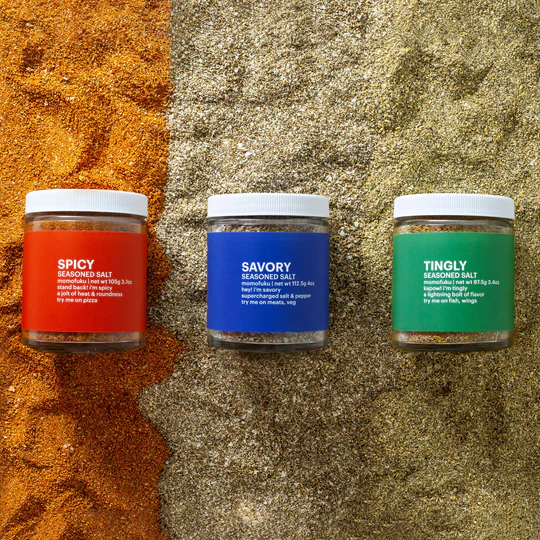 SPICY
SEASONED SALT
momofuku | net wt 105g 3.7oz
stand back! i'm spicy
a jolt of heat & roundness
try me on pizza
SAVORY
SEASONED SALT
momofuku | net wt 112.5g 4oz
hey! i'm savory
supercharged salt & pepper
try me on meats, veg
TINGLY
SEASONED SALT
momofuku | net wt 97.5g 3.4oz
kapow! i'm tingly
a lightning bolt of flavor
try me on fish, wings